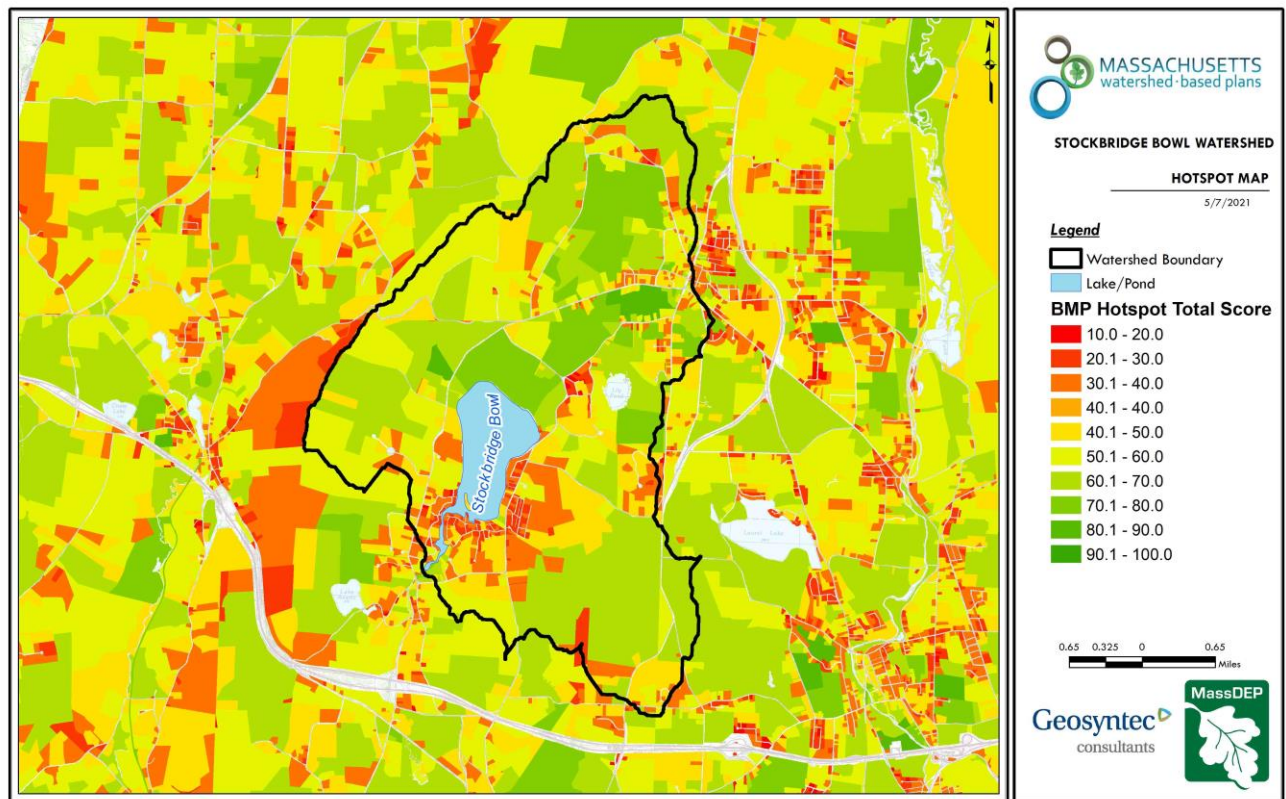 Stockbridge Bowl
MASSACHUSETTS
watershed-based plans
STOCKBRIDGE BOWL WATERSHED
HOTSPOT MAP
5/7/2021
Legend
Watershed Boundary
Lake/Pond
BMP Hotspot Total Score
10.0 - 20.0
20.1 - 30.0
30.1 - 40.0
40.1 - 40.0
40.1 - 50.0
50.1 - 60.0
60.1 - 70.0
70.1 - 80.0
80.1 - 90.0
90.1 - 100.0
0.65 0.325 0 0.65
Miles
Geosyntec
consultants
MassDEP